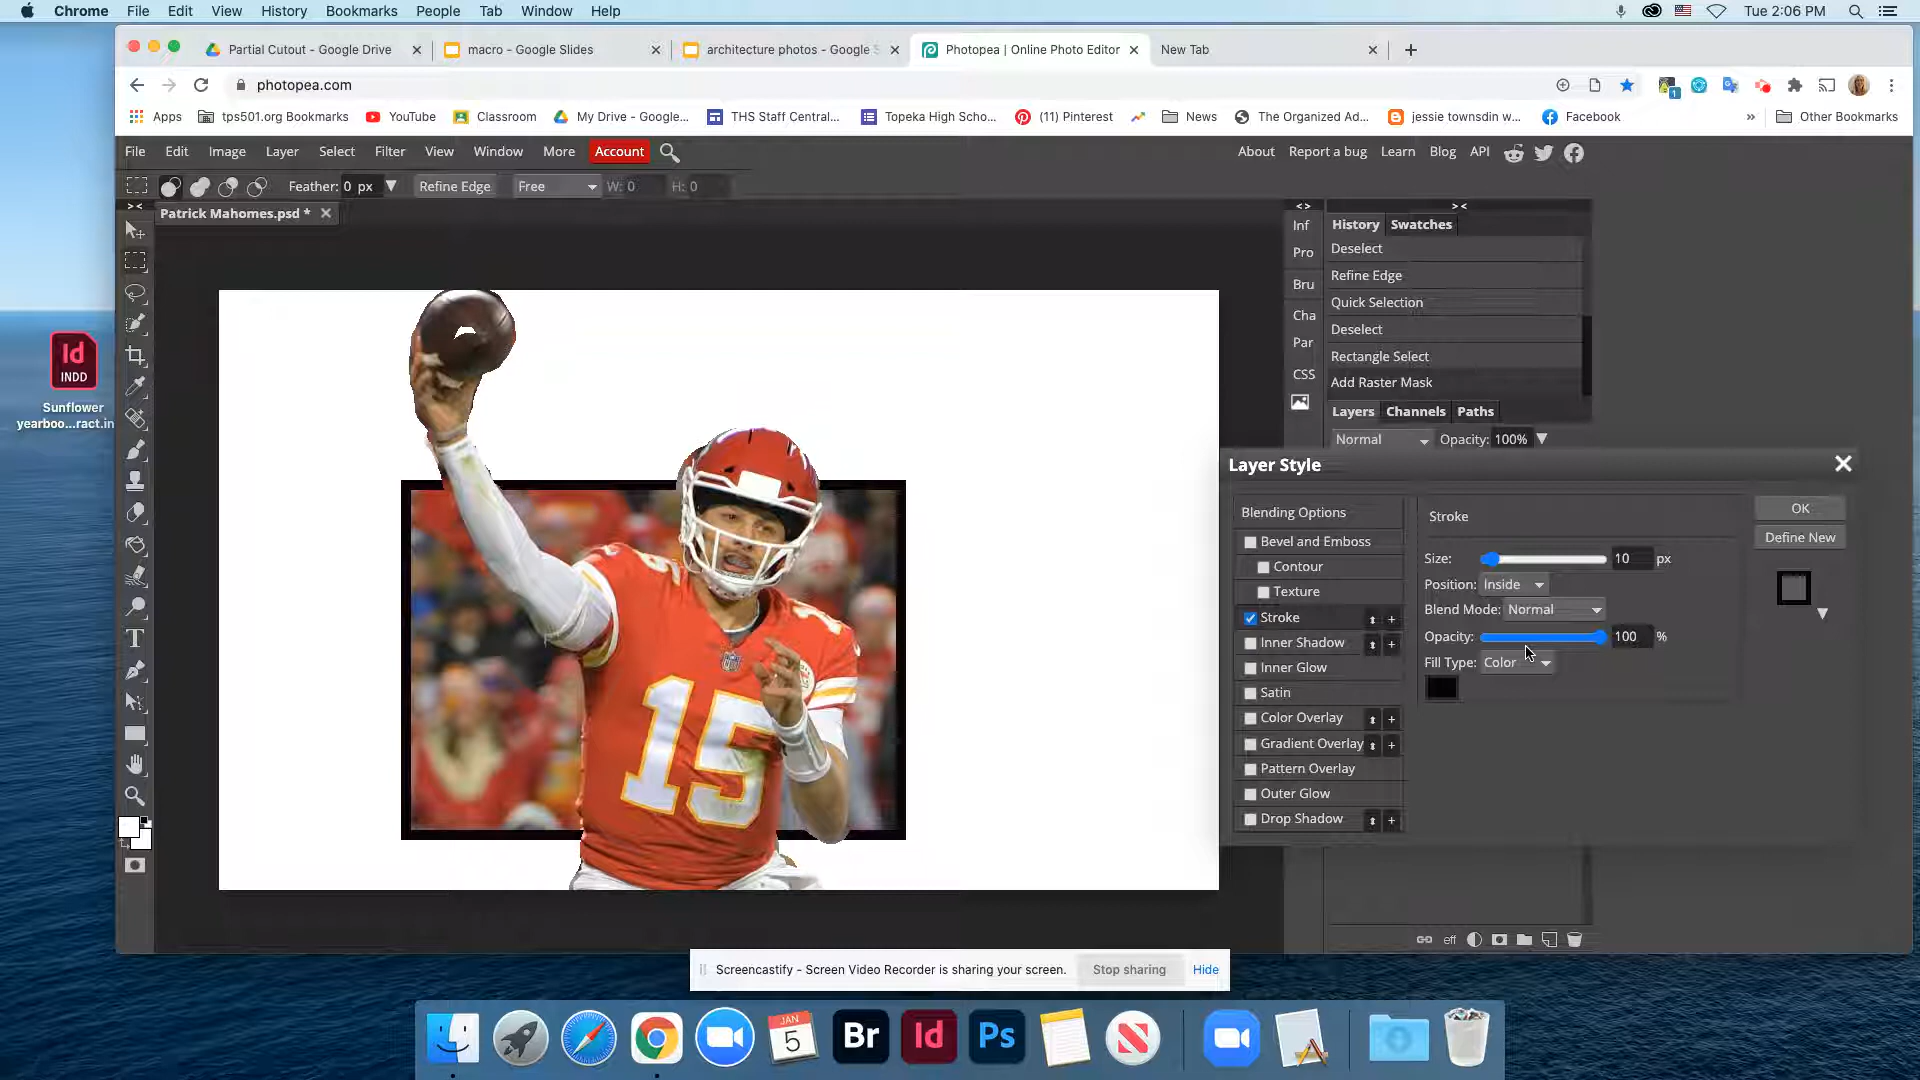 Chrome File Edit View History Bookmarks People Tab Window Help Tue 2:06 PM
Partial Cutout - Google Drive macro - Google Slides architecture photos - Google S Photopea | Online Photo Editor New Tab
photopea.com
Apps tps501.org Bookmarks YouTube Classroom My Drive - Google... THS Staff Central... Topeka High Scho... (11) Pinterest News The Organized Ad... jessie townsdin w... Facebook » Other Bookmarks
File Edit Image Layer Select Filter View Window More Account About Report a bug Learn Blog API
Feather: 0 px Refine Edge Free W: 0 H: 0
Patrick Mahomes.psd *
Inf
Pro
Bru
Cha
Par
CSS
History Swatches
Deselect
Refine Edge
Quick Selection
Deselect
Rectangle Select
Add Raster Mask
Layers Channels Paths
Normal Opacity: 100%
Id
INDD
Sunflower
yearboo...ract.in
Layer Style
Blending Options
Bevel and Emboss
Contour
Texture
Stroke
Inner Shadow
Inner Glow
Satin
Color Overlay
Gradient Overlay
Pattern Overlay
Outer Glow
Drop Shadow
Stroke
Size: 10 px
Position: Inside
Blend Mode: Normal
Opacity: 100 %
Fill Type: Color
OK
Define New
15
eff
Screencastify - Screen Video Recorder is sharing your screen. Stop sharing Hide
JAN
5
Br Id Ps